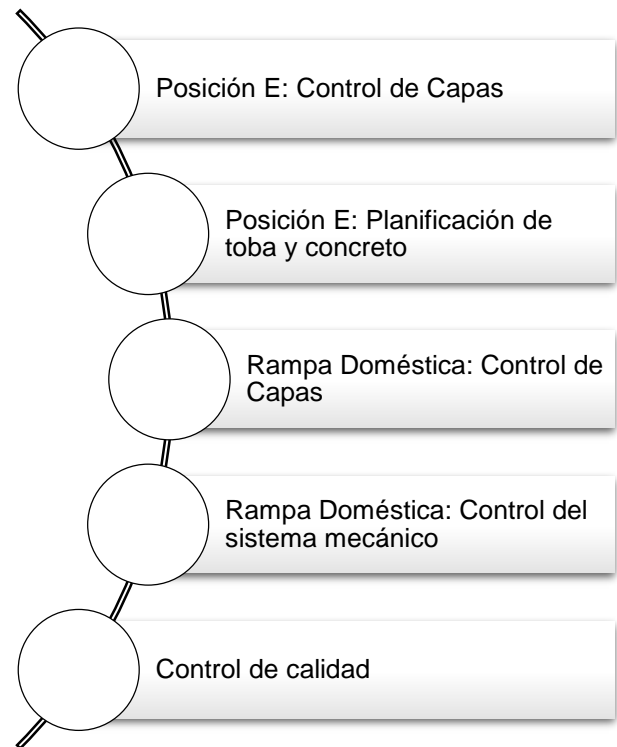 Posición E: Control de Capas
Posición E: Planificación de
toba y concreto
Rampa Doméstica: Control de
Capas
Rampa Doméstica: Control del
sistema mecánico
Control de calidad